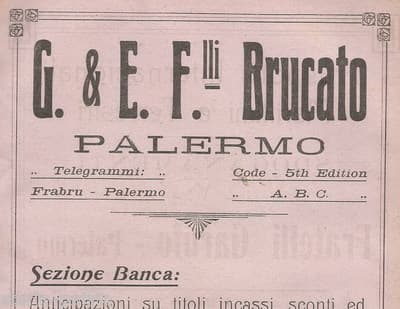 G. & E. F.lli Brucato
PALERMO
„ Telegrammi: „
Frabru - Palermo
Code - 5th Edition
„ A. B. C. „
Sezione Banca:
Anticipazioni su titoli incassi, sconti ed